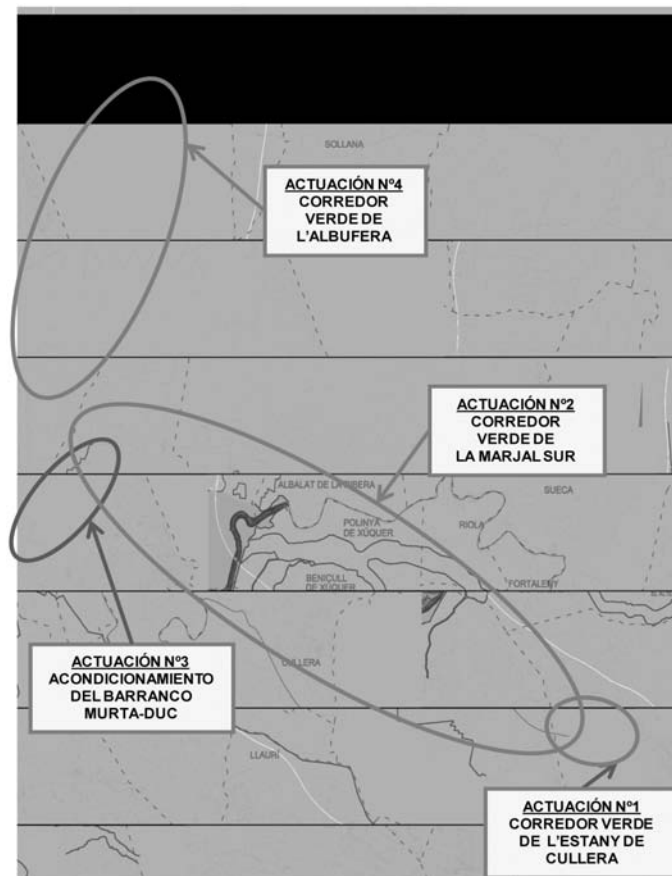 SOLLANA
ACTUACIÓN Nº4
CORREDOR
VERDE DE
L'ALBUFERA
ACTUACIÓN Nº2
CORREDOR
VERDE DE
LA MARJAL SUR
ALBALAT DE LA RIBERA
SUECA
POLINYA
DE XÚQUER
RIOLA
BENICULL
DE XÚQUER
FORTALENY
CULLERA
ACTUACIÓN Nº3
ACONDICIONAMIENTO
DEL BARRANCO
MURTA-DUC
LLAURÍ
ACTUACIÓN Nº1
CORREDOR VERDE
DE L'ESTANY DE
CULLERA